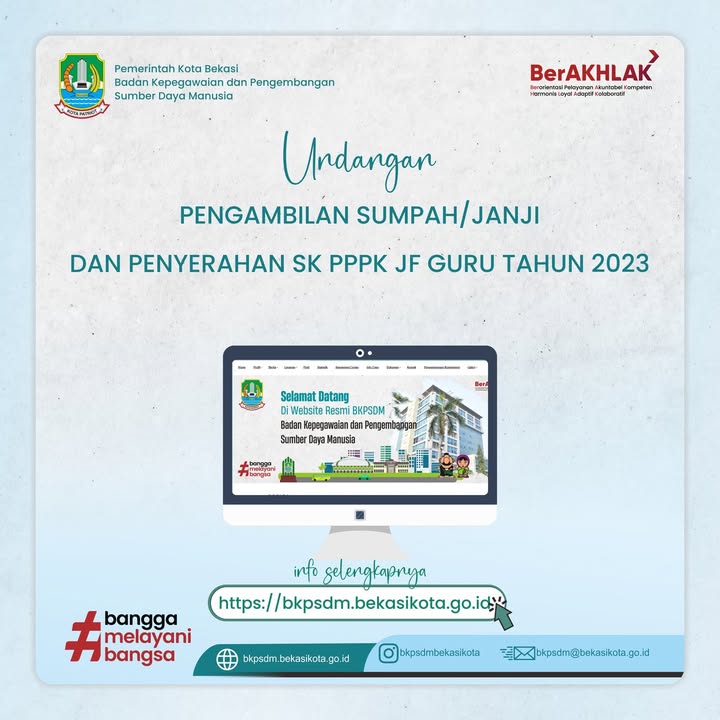 Pemerintah Kota Bekasi
Badan Kepegawaian dan Pengembangan
Sumber Daya Manusia
KOTA PATRIOT
BerAKHLAK
Berorientasi Pelayanan Akuntabel Kompeten
Harmonis Loyal Adaptif Kolaboratif
Undangan
PENGAMBILAN SUMPAH/JANJI
DAN PENYERAHAN SK PPPK JF GURU TAHUN 2023
Selamat Datang
Di Website Resmi BKPSDM
Badan Kepegawaian dan Pengembangan
Sumber Daya Manusia
BerA
#bangga
melayani
bangsa
info selengkapnya
https://bkpsdm.bekasikota.go.id
#bangga
melayani
bangsa
bkpsdm.bekasikota.go.id
bkpsdmbekasikota
bkpsdm@bekasikota.go.id